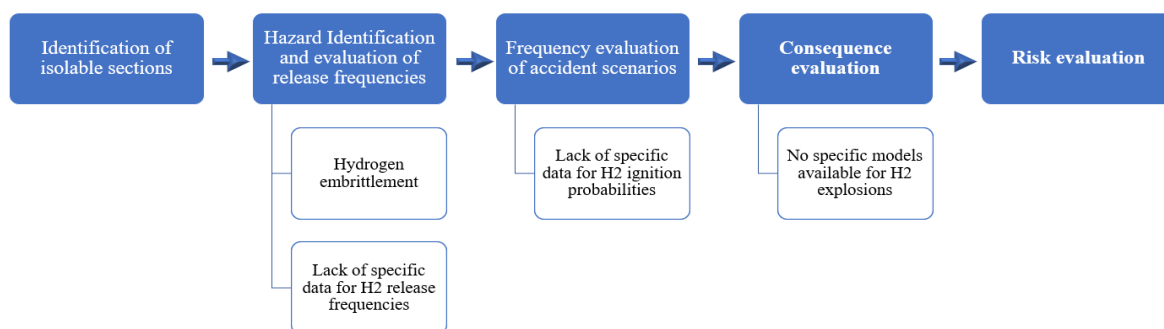 Identification of
isolable sections
Hazard Identification
and evaluation of
release frequencies
Frequency evaluation
of accident scenarios
Consequence
evaluation
Risk evaluation
Hydrogen
embrittlement
Lack of specific
data for H2 ignition
probabilities
No specific models
available for H2
explosions
Lack of specific
data for H2 release
frequencies